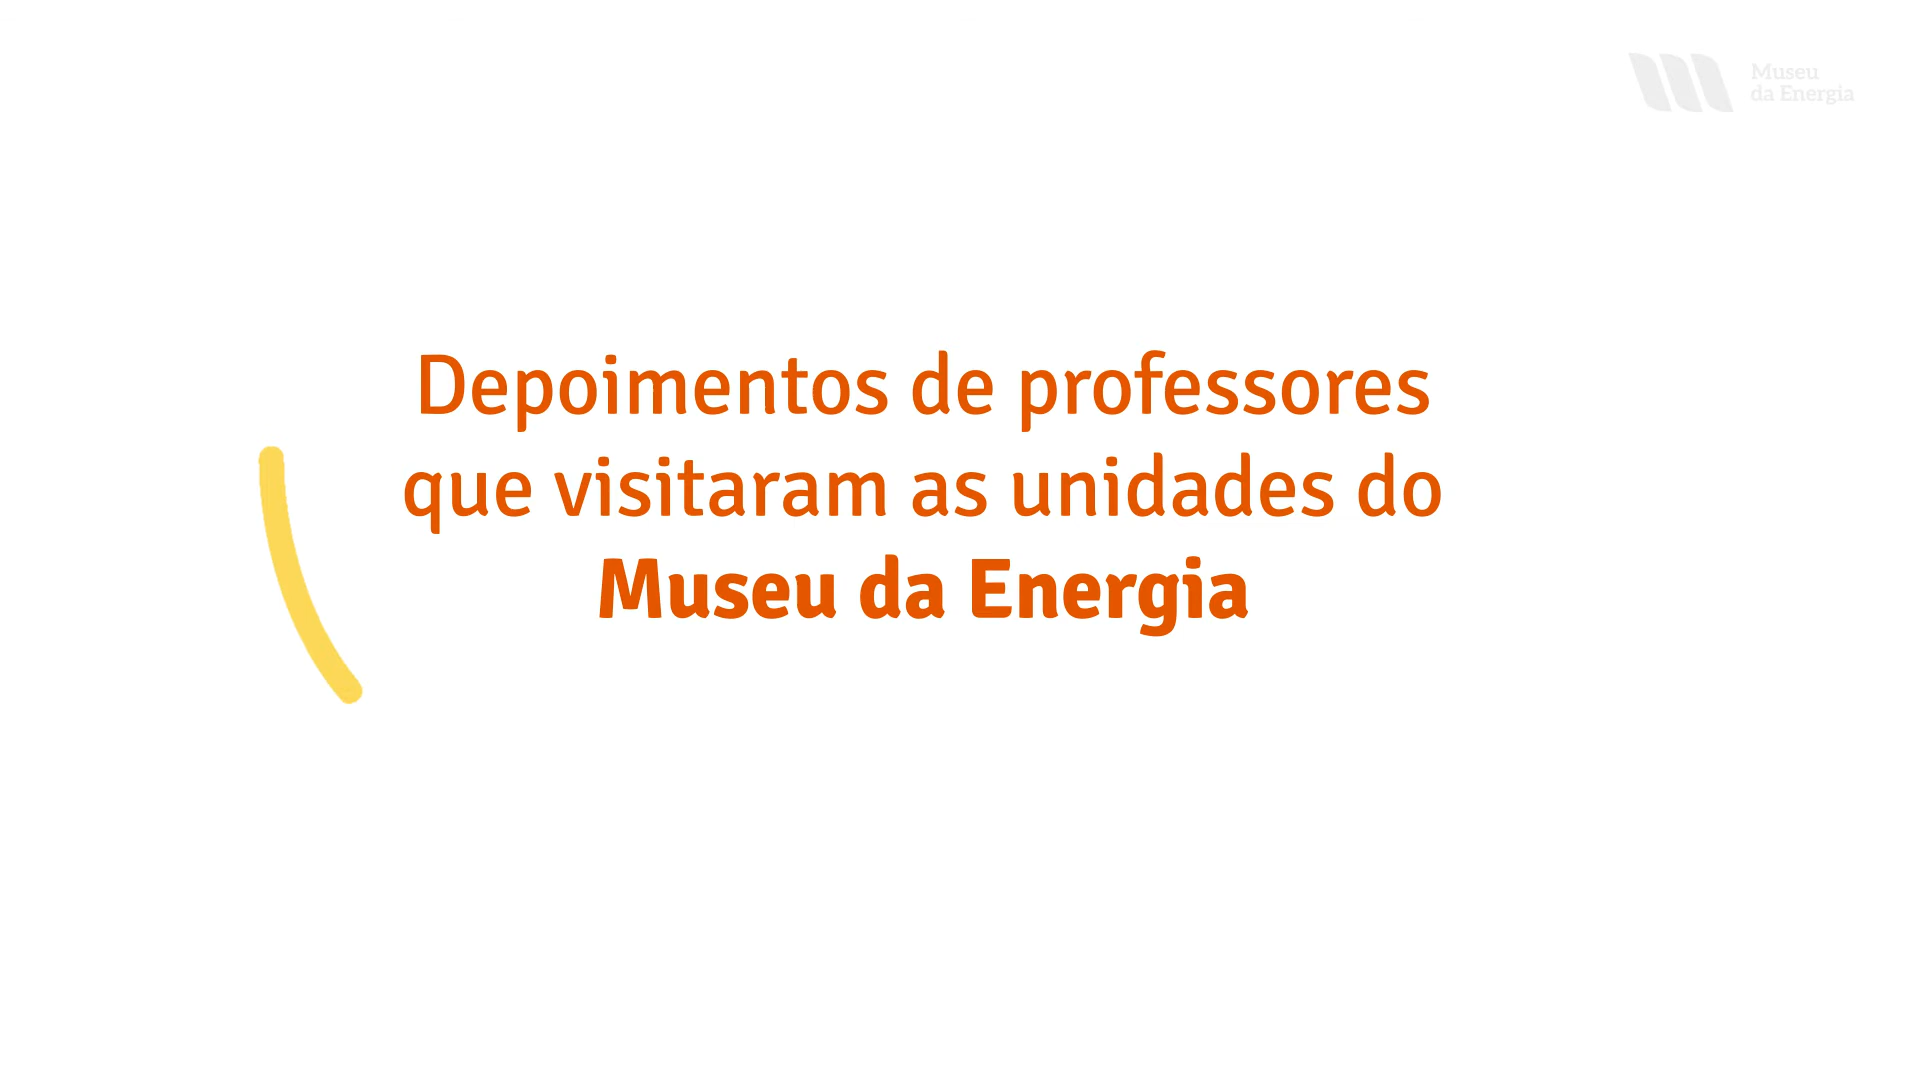 Museu
da Energia
Depoimentos de professores
que visitaram as unidades do
Museu da Energia